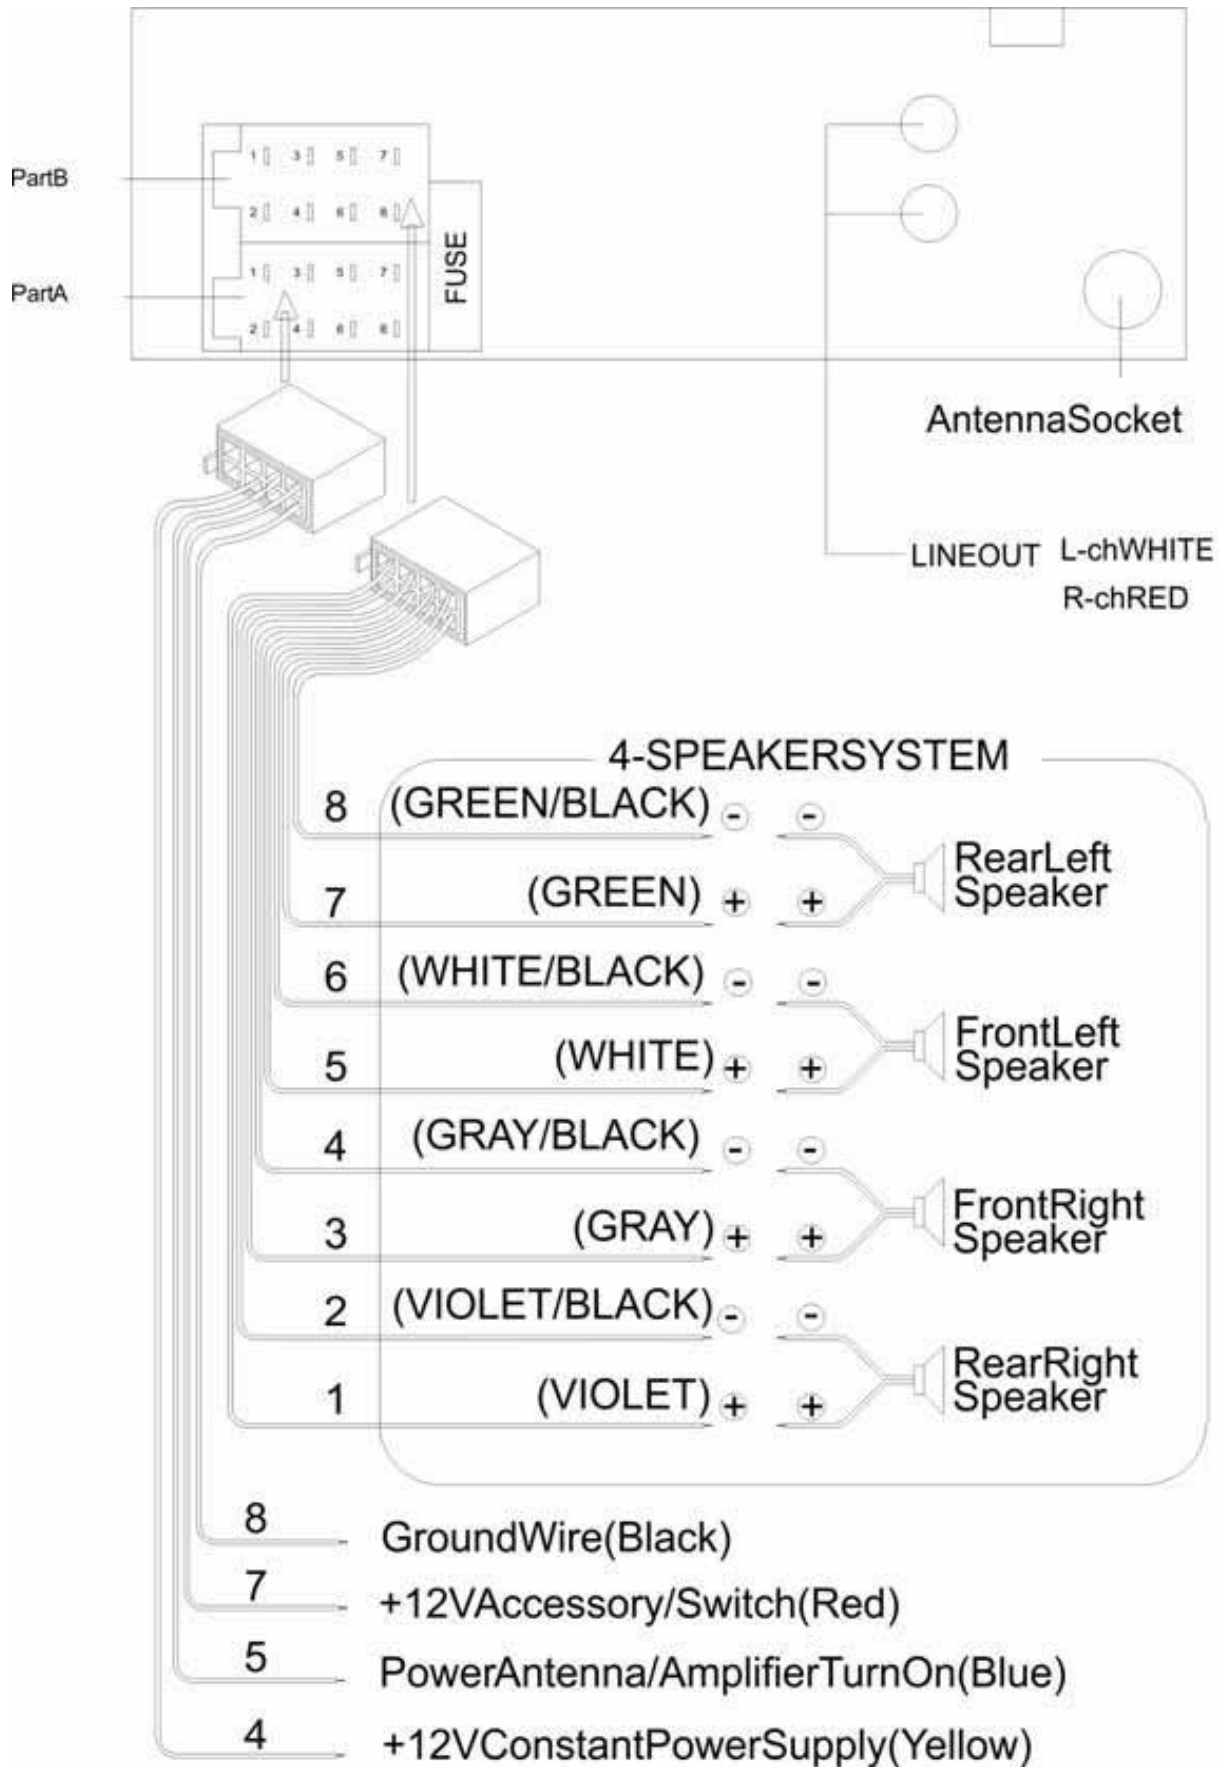 1 3 5 7
PartB
2 4 6 8
FUSE
1 3 5 7
PartA
2 4 6 8
AntennaSocket
LINEOUT L-chWHITE
R-chRED
4-SPEAKERSYSTEM
8 (GREEN/BLACK) - -
RearLeft
Speaker
7 (GREEN) + +
6 (WHITE/BLACK) - -
FrontLeft
Speaker
5 (WHITE) + +
4 (GRAY/BLACK) - -
FrontRight
Speaker
3 (GRAY) + +
2 (VIOLET/BLACK) - -
RearRight
Speaker
1 (VIOLET) + +
8 GroundWire(Black)
7 +12VAccessory/Switch(Red)
5 PowerAntenna/AmplifierTurnOn(Blue)
4 +12VConstantPowerSupply(Yellow)